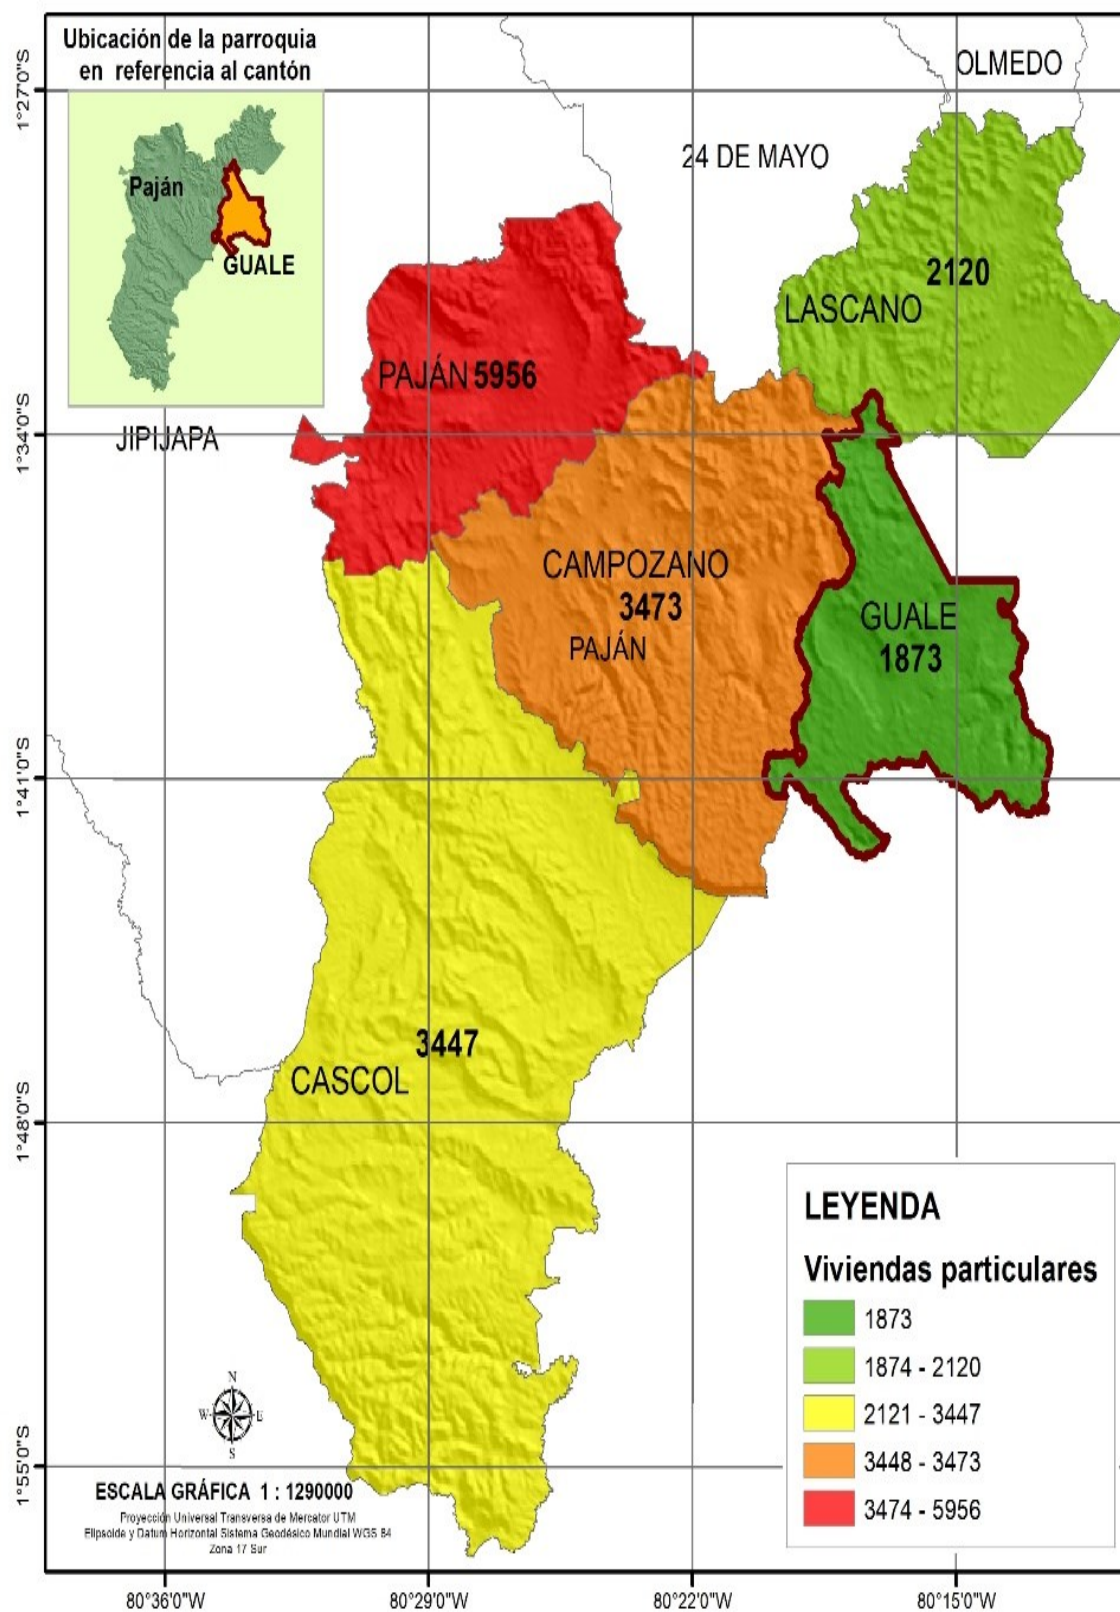 Ubicación de la parroquia
en referencia al cantón
Paján
GUALE
OLMEDO
24 DE MAYO
2120
LASCANO
PAJÁN 5956
JIPIJAPA
CAMPOZANO
3473
PAJÁN
GUALE
1873
3447
CASCOL
LEYENDA
Viviendas particulares
1873
1874 - 2120
2121 - 3447
3448 - 3473
3474 - 5956
N
W E
S
ESCALA GRÁFICA 1 : 1290000
Proyección Universal Transversa de Mercator UTM
Elipsoide y Datum Horizontal Sistema Geodésico Mundial WGS 84
Zona 17 Sur
1°27'0"S
1°34'0"S
1°41'0"S
1°48'0"S
1°55'0"S
80°36'0"W 80°29'0"W 80°22'0"W 80°15'0"W